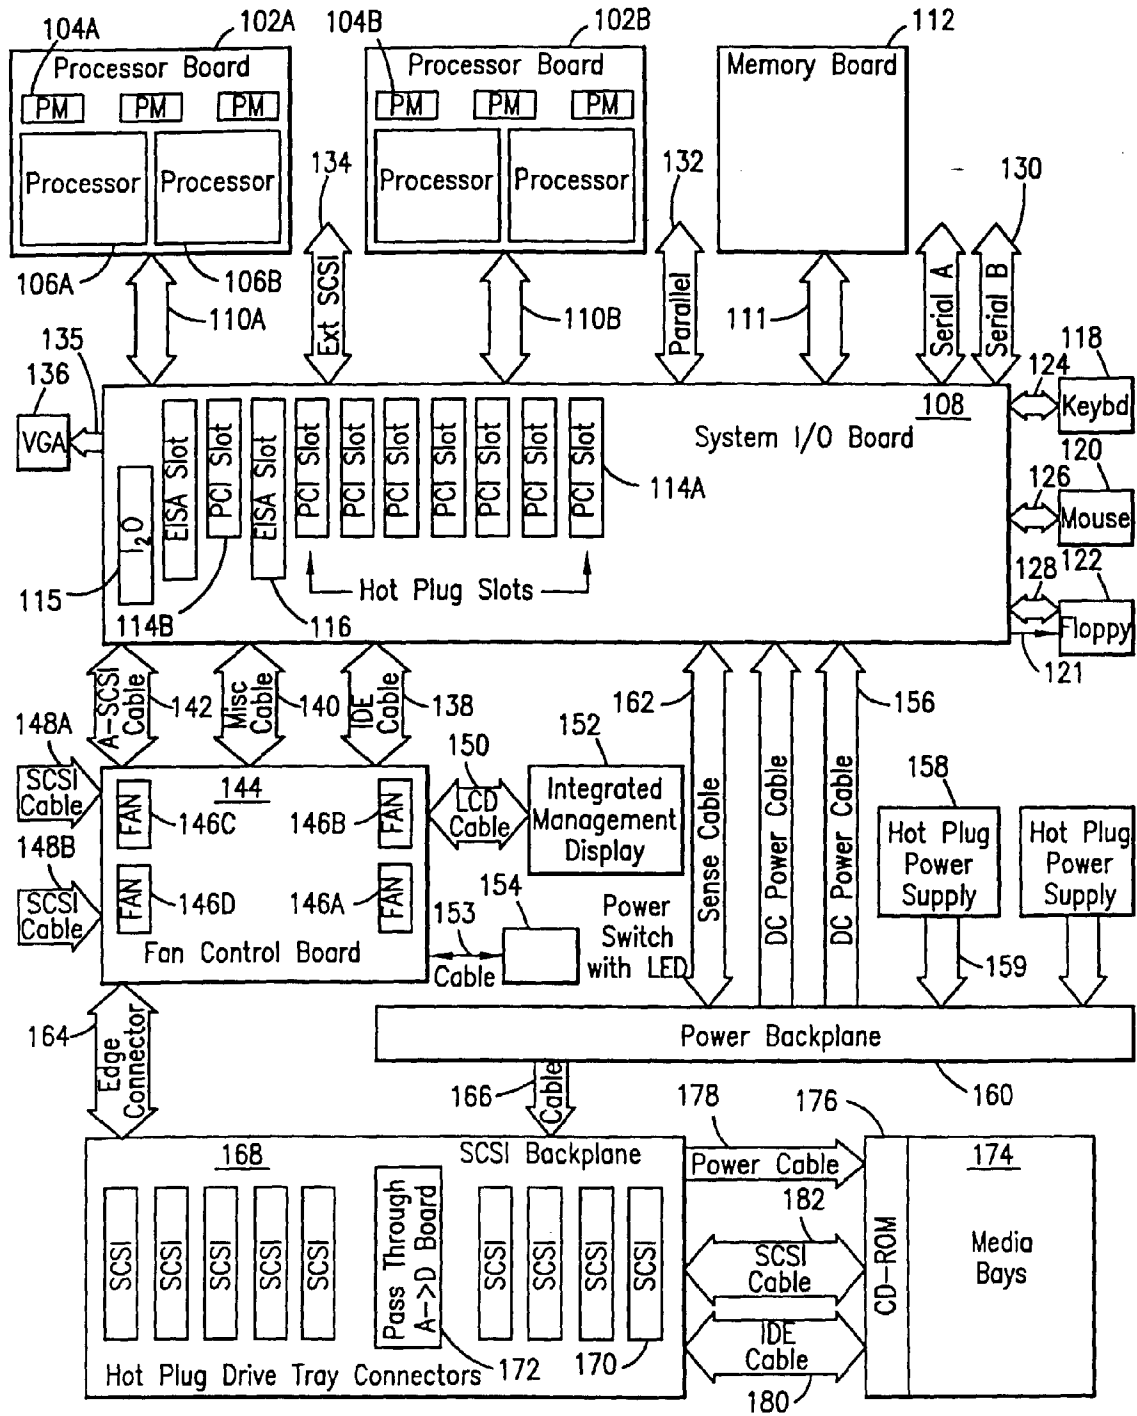 104A
102A
104B
102B
112
Processor Board
PM PM PM
Processor
Processor
106A
106B
110A
Processor Board
PM PM PM
Processor
Processor
110B
Memory Board
111
134
Ext SCSI
132
Parallel
130
Serial A
Serial B
135
136
VGA
108
System I/O Board
I2O
EISA Slot
PCI Slot
EISA Slot
PCI Slot
PCI Slot
PCI Slot
PCI Slot
PCI Slot
PCI Slot
PCI Slot
114A
Hot Plug Slots
115
114B
116
124
118
Keybd
126
120
Mouse
128
122
Floppy
121
A-SCSI
Cable
142
Misc
Cable
140
IDE
Cable
138
148A
SCSI
Cable
148B
SCSI
Cable
144
FAN
146C
146B
FAN
FAN
146D
146A
FAN
Fan Control Board
150
LCD
Cable
152
Integrated
Management
Display
153
Cable
154
Power
Switch
with LED
162
Sense Cable
DC Power Cable
DC Power Cable
156
158
Hot Plug
Power
Supply
Hot Plug
Power
Supply
159
Power Backplane
160
164
Edge
Connector
166
Cable
168
SCSI Backplane
SCSI
SCSI
SCSI
SCSI
SCSI
Pass Through
A->D Board
SCSI
SCSI
SCSI
SCSI
172
170
Hot Plug Drive Tray Connectors
178
Power Cable
182
SCSI
Cable
IDE
Cable
180
176
CD-ROM
174
Media
Bays